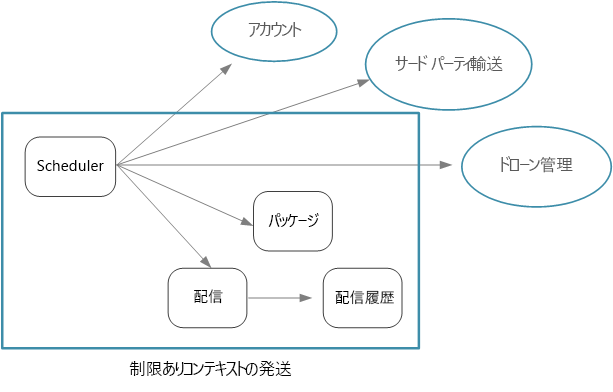 アカウント
サード パーティ輸送
Scheduler
ドローン管理
パッケージ
配信
配信履歴
制限ありコンテキストの発送